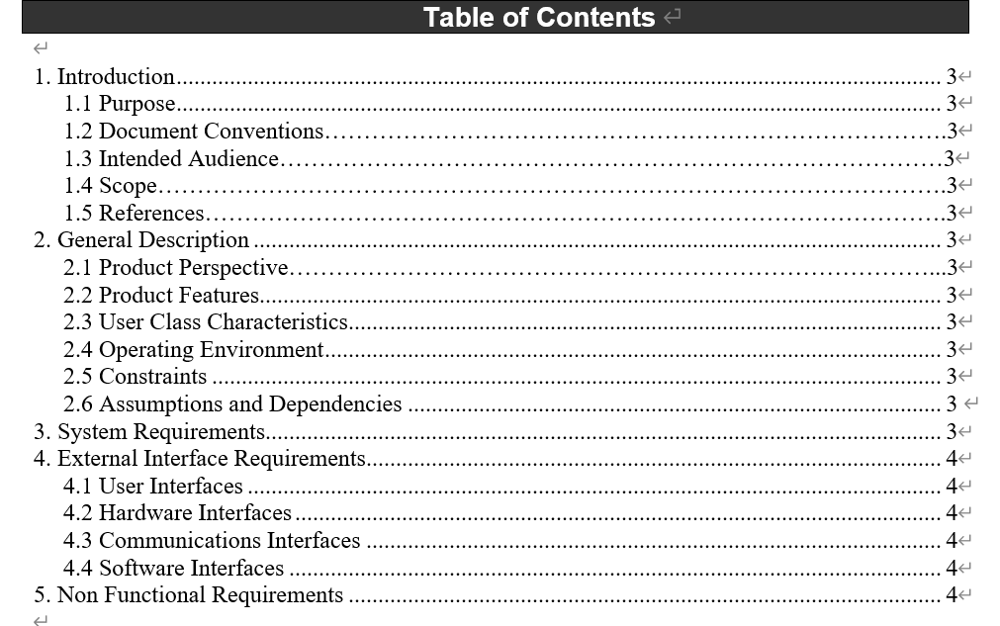 Table of Contents
1. Introduction.......................................................................................................... 3
1.1 Purpose.......................................................................................................... 3
1.2 Document Conventions……………………………………………………………..3
1.3 Intended Audience………………………………………………………………….3
1.4 Scope………………………………………………………………………………..3
1.5 References…………………………………………………………………………..3
2. General Description .......................................................................................... 3
2.1 Product Perspective………………………………………………………………....3
2.2 Product Features............................................................................................ 3
2.3 User Class Characteristics............................................................................. 3
2.4 Operating Environment................................................................................. 3
2.5 Constraints .................................................................................................... 3
2.6 Assumptions and Dependencies ................................................................... 3
3. System Requirements........................................................................................ 3
4. External Interface Requirements....................................................................... 4
4.1 User Interfaces .............................................................................................. 4
4.2 Hardware Interfaces ...................................................................................... 4
4.3 Communications Interfaces .......................................................................... 4
4.4 Software Interfaces ....................................................................................... 4
5. Non Functional Requirements .......................................................................... 4